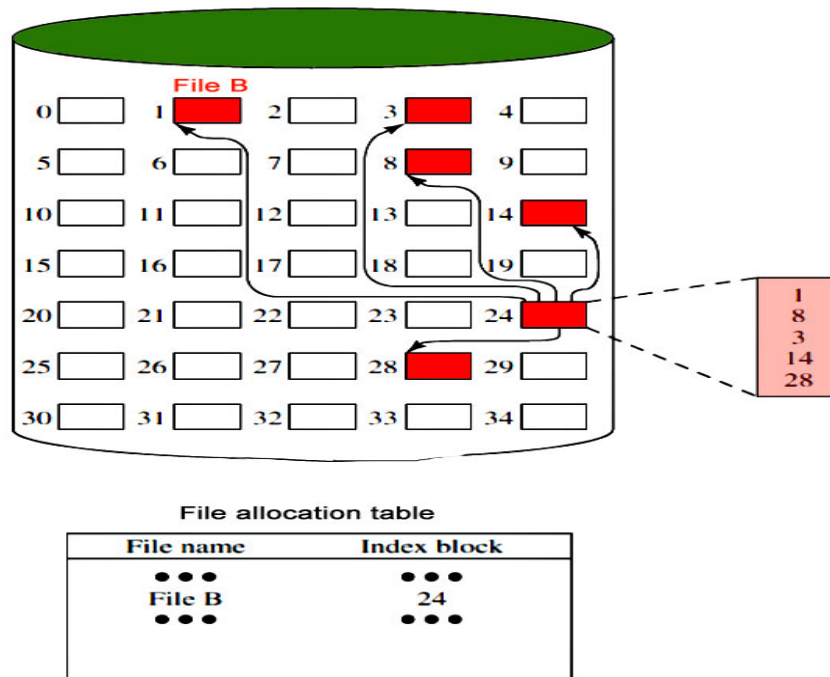 File B
0 1 2 3 4
5 6 7 8 9
10 11 12 13 14
15 16 17 18 19
20 21 22 23 24
25 26 27 28 29
30 31 32 33 34
1
8
3
14
28
File allocation table
File name Index block
••• •••
File B 24
••• •••